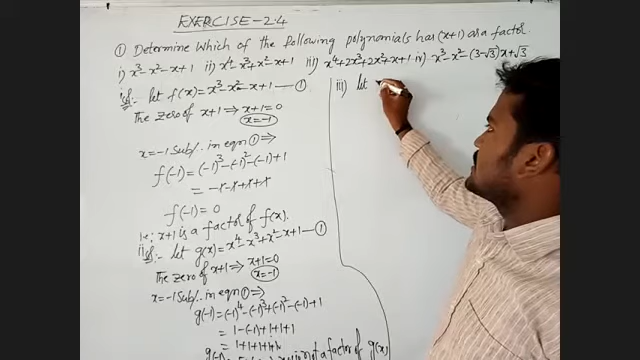 EXERCISE-2.4
① Determine which of the following polynomials has (x+1) as a factor.
i) x³-x²-x+1 ii) x⁴-x³+x²-x+1 iii) x⁴+2x³+2x²+x+1 iv) x³-x²-(3-√3)x+√3
i) Sol:- let f(x)=x³-x²-x+1 —①
The zero of x+1 ⇒ x+1=0
x=-1
x=-1 Sub/. in eqn ① ⇒
f(-1)=(-1)³-(-1)²-(-1)+1
= -1-1+1+1
f(-1)=0
i.e; x+1 is a factor of f(x).
ii) Sol:- let g(x)=x⁴-x³+x²-x+1 —①
The zero of x+1 ⇒ x+1=0
x=-1
x=-1 Sub/. in eqn ① ⇒
g(-1)=(-1)⁴-(-1)³+(-1)²-(-1)+1
= 1-(-1)+1+1+1
= 1+1+1+1+1
g(-1) is not a factor of g(x)
iii) let